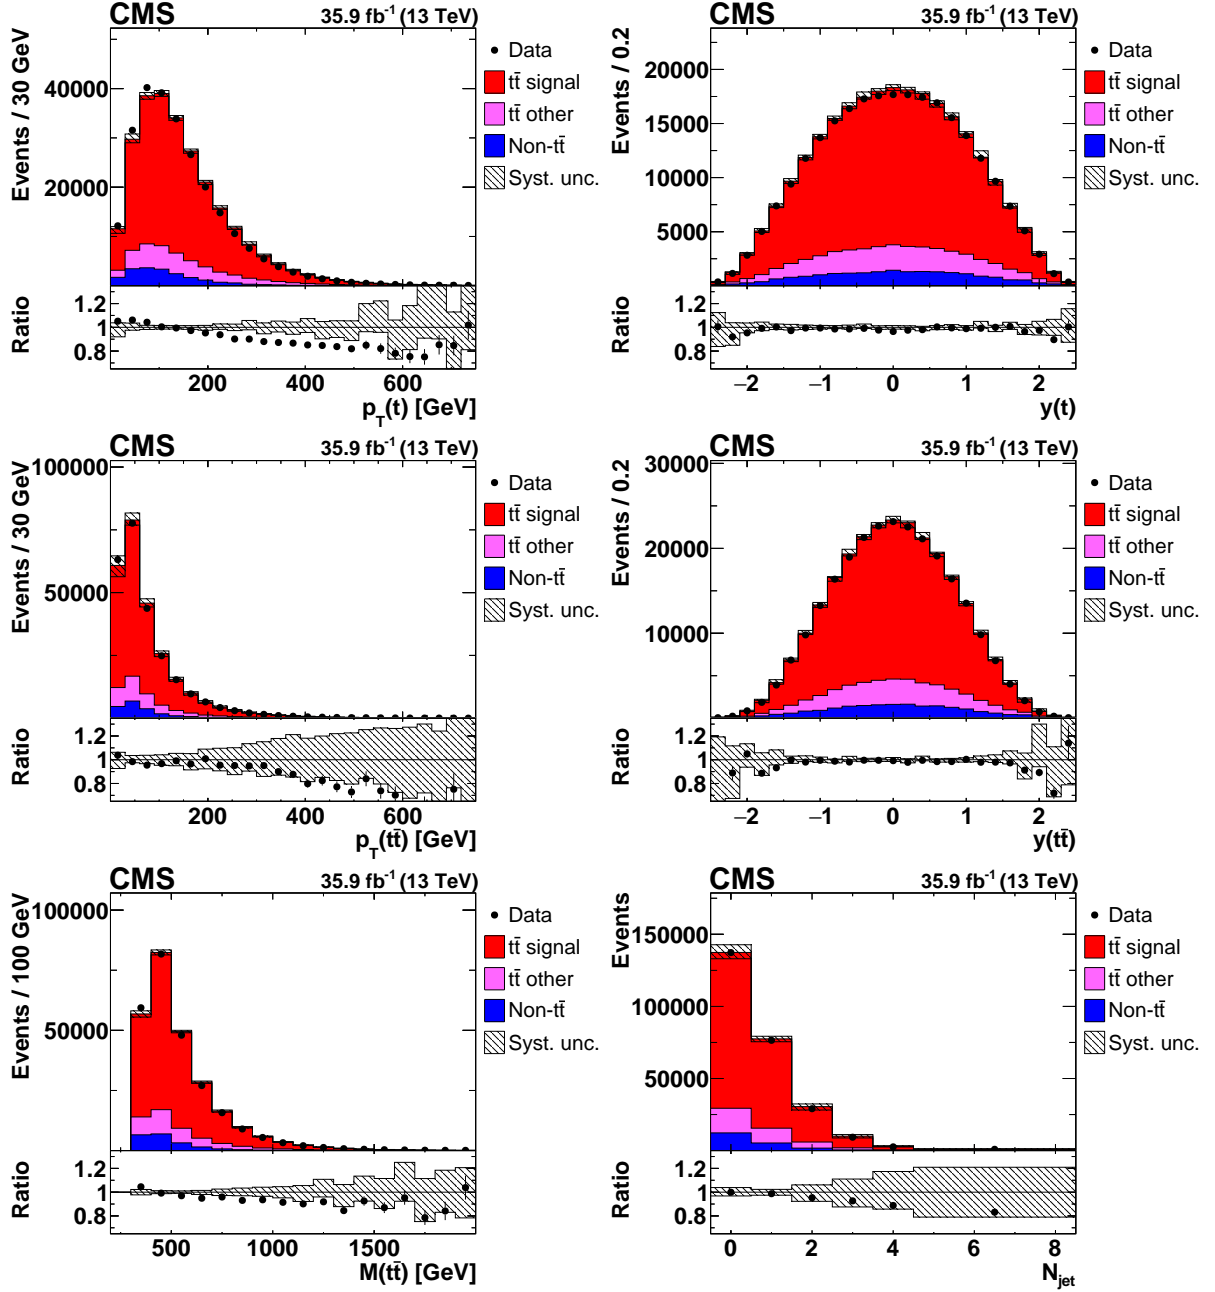 CMS 35.9 fb⁻¹ (13 TeV)
Events / 30 GeV
40000
20000
Data
tt̄ signal
tt̄ other
Non-tt̄
Syst. unc.
Ratio
1.2
1
0.8
200 400 600
p_T(t) [GeV]
CMS 35.9 fb⁻¹ (13 TeV)
Events / 0.2
20000
15000
10000
5000
Data
tt̄ signal
tt̄ other
Non-tt̄
Syst. unc.
Ratio
1.2
1
0.8
−2 −1 0 1 2
y(t)
CMS 35.9 fb⁻¹ (13 TeV)
Events / 30 GeV
100000
50000
Data
tt̄ signal
tt̄ other
Non-tt̄
Syst. unc.
Ratio
1.2
1
0.8
200 400 600
p_T(tt̄) [GeV]
CMS 35.9 fb⁻¹ (13 TeV)
Events / 0.2
30000
20000
10000
Data
tt̄ signal
tt̄ other
Non-tt̄
Syst. unc.
Ratio
1.2
1
0.8
−2 −1 0 1 2
y(tt̄)
CMS 35.9 fb⁻¹ (13 TeV)
Events / 100 GeV
100000
50000
Data
tt̄ signal
tt̄ other
Non-tt̄
Syst. unc.
Ratio
1.2
1
0.8
500 1000 1500
M(tt̄) [GeV]
CMS 35.9 fb⁻¹ (13 TeV)
Events
150000
100000
50000
Data
tt̄ signal
tt̄ other
Non-tt̄
Syst. unc.
Ratio
1.2
1
0.8
0 2 4 6 8
N_jet